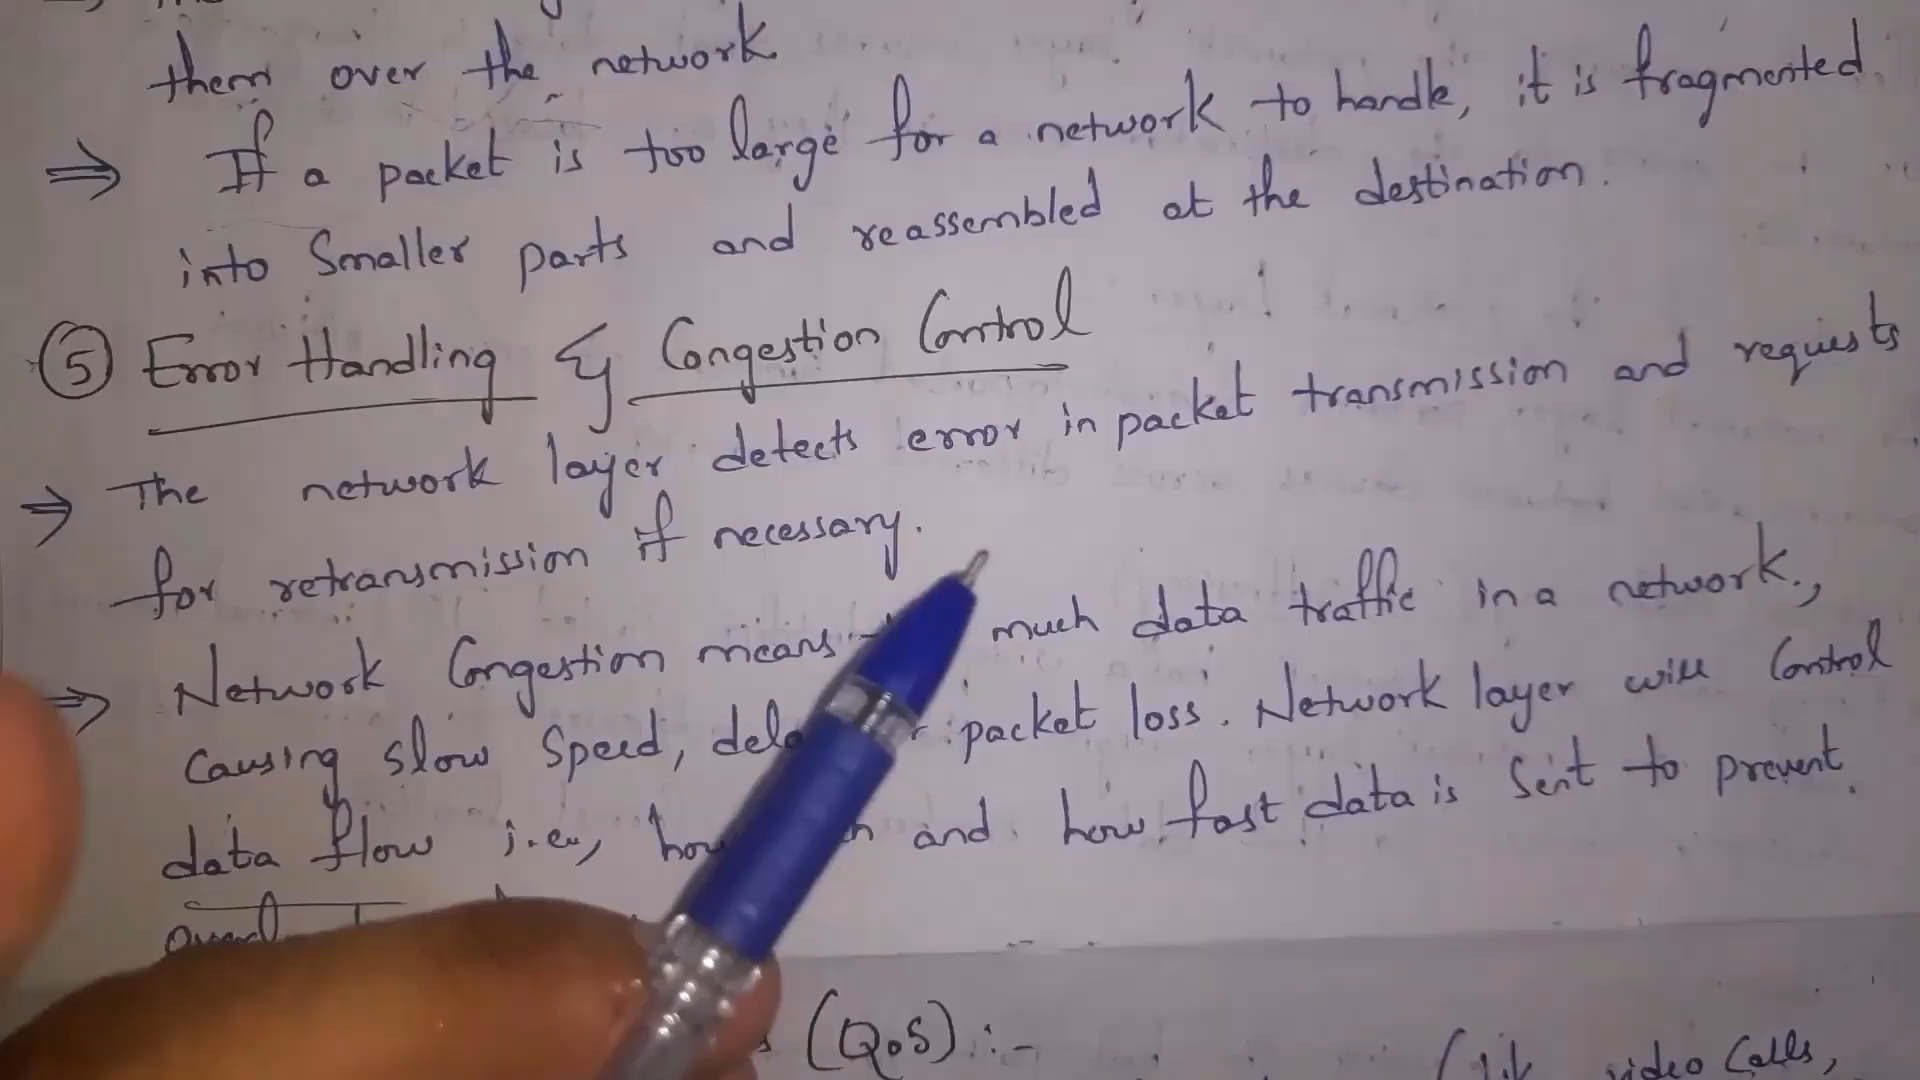 them over the network
⇒ If a packet is too large for a network to handle, it is fragmented
into Smaller parts and reassembled at the destination.
⑤ Error Handling & Congestion Control
⇒ The network layer detects error in packet transmission and requests
for retransmission if necessary.
⇒ Network Congestion means much data traffic in a network,
causing slow speed, packet loss. Network layer will Control
data flow i.e., and how fast data is sent to prevent
(QoS):-
video Calls,